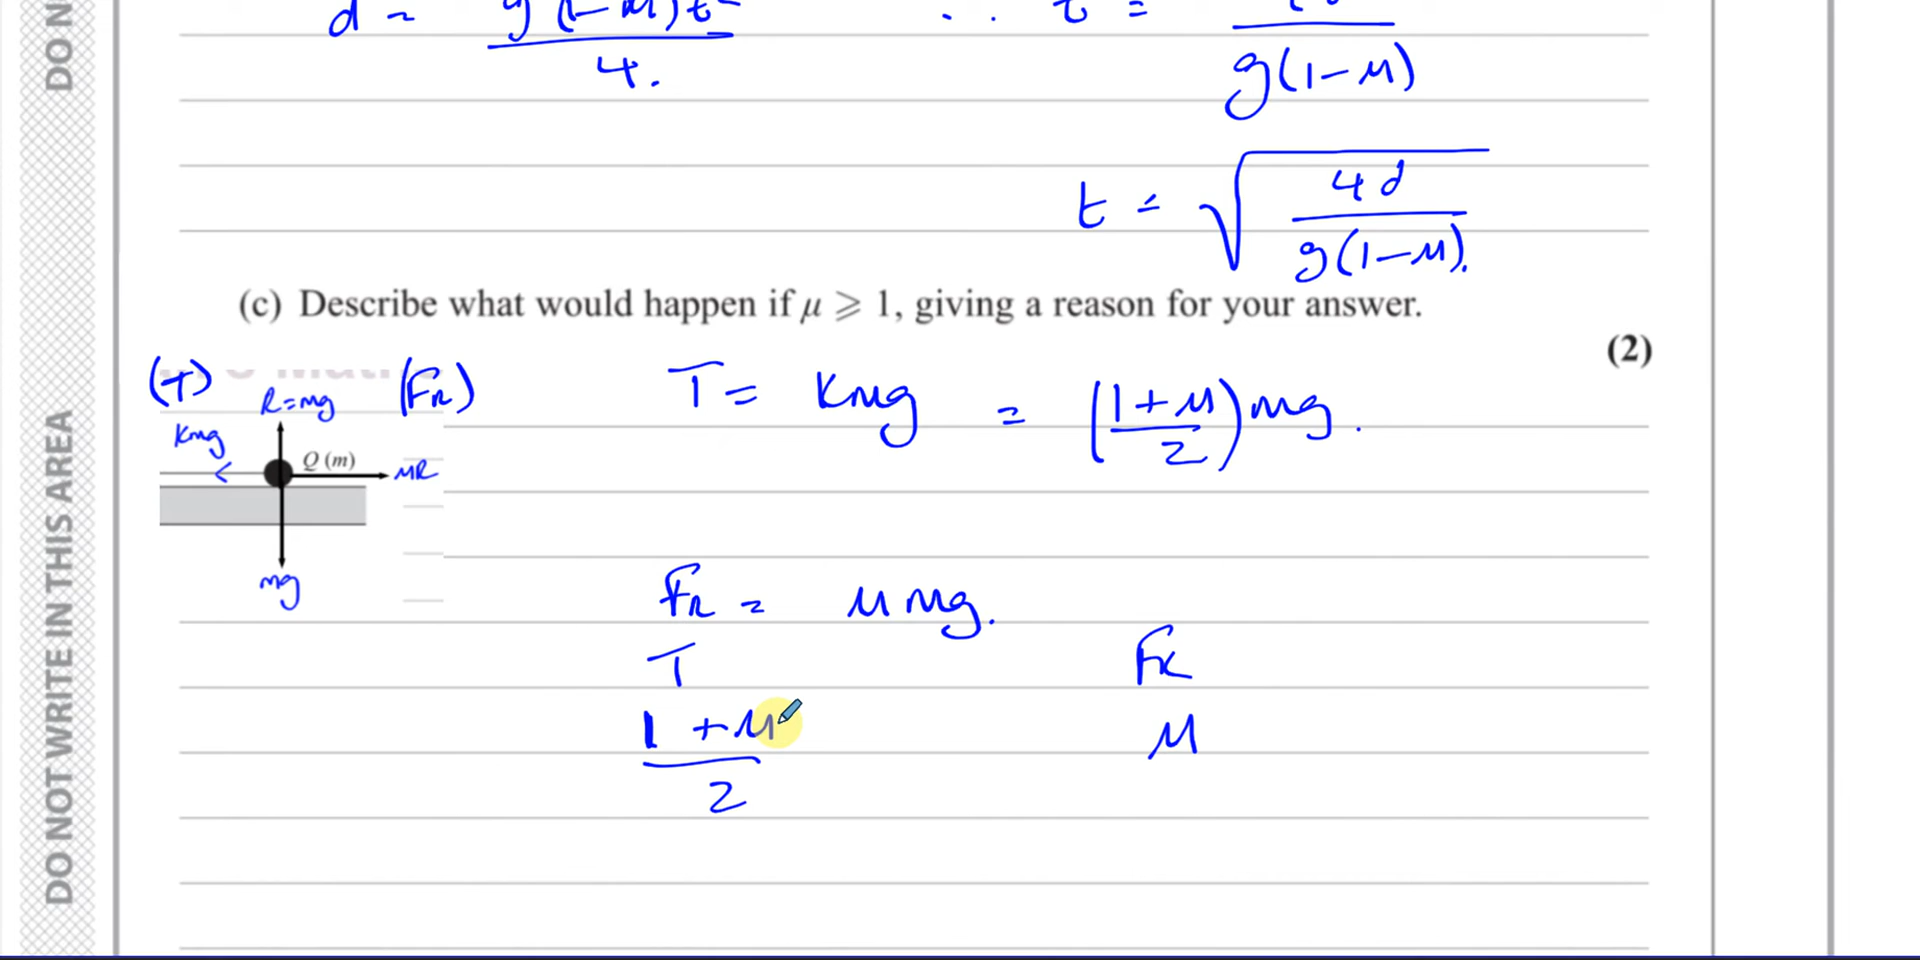 d = g(1-μ)t²
4.
∴ t =
g(1-μ)
t = √ 4d
g(1-μ).
(c) Describe what would happen if μ ⩾ 1, giving a reason for your answer.
(2)
(T) R=mg (Fr)
T = Kmg = (1+μ / 2) mg.
Kmg
Q (m)
μR
mg
Fr = μmg.
T Fr
1 + μ μ
2
DO NOT WRITE IN THIS AREA
DO NO